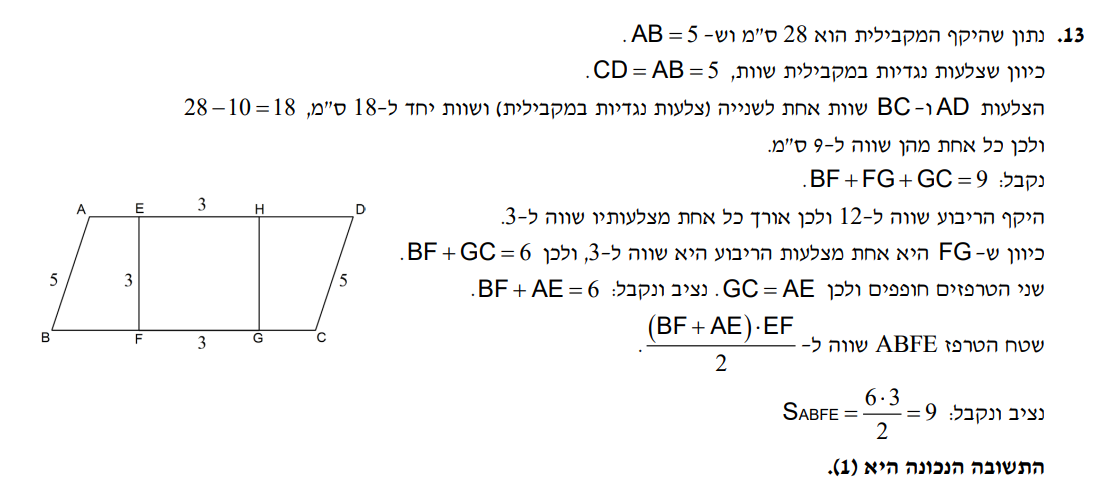 13. נתון שהיקף המקבילית הוא 28 ס"מ וש- AB = 5 .
כיוון שצלעות נגדיות במקבילית שוות, CD = AB = 5 .
הצלעות AD ו- BC שוות אחת לשנייה (צלעות נגדיות במקבילית) ושוות יחד ל-18 ס"מ, 28 − 10 = 18
ולכן כל אחת מהן שווה ל-9 ס"מ.
נקבל: BF + FG + GC = 9 .
היקף הריבוע שווה ל-12 ולכן אורך כל אחת מצלעותיו שווה ל-3.
כיוון ש- FG היא אחת מצלעות הריבוע היא שווה ל-3, ולכן BF + GC = 6 .
שני הטרפזים חופפים ולכן GC = AE . נציב ונקבל: BF + AE = 6 .
שטח הטרפז ABFE שווה ל- (BF + AE) · EF / 2 .
נציב ונקבל: S ABFE = 6 · 3 / 2 = 9
התשובה הנכונה היא (1).
A E 3 H D
5 3 5
B F 3 G C